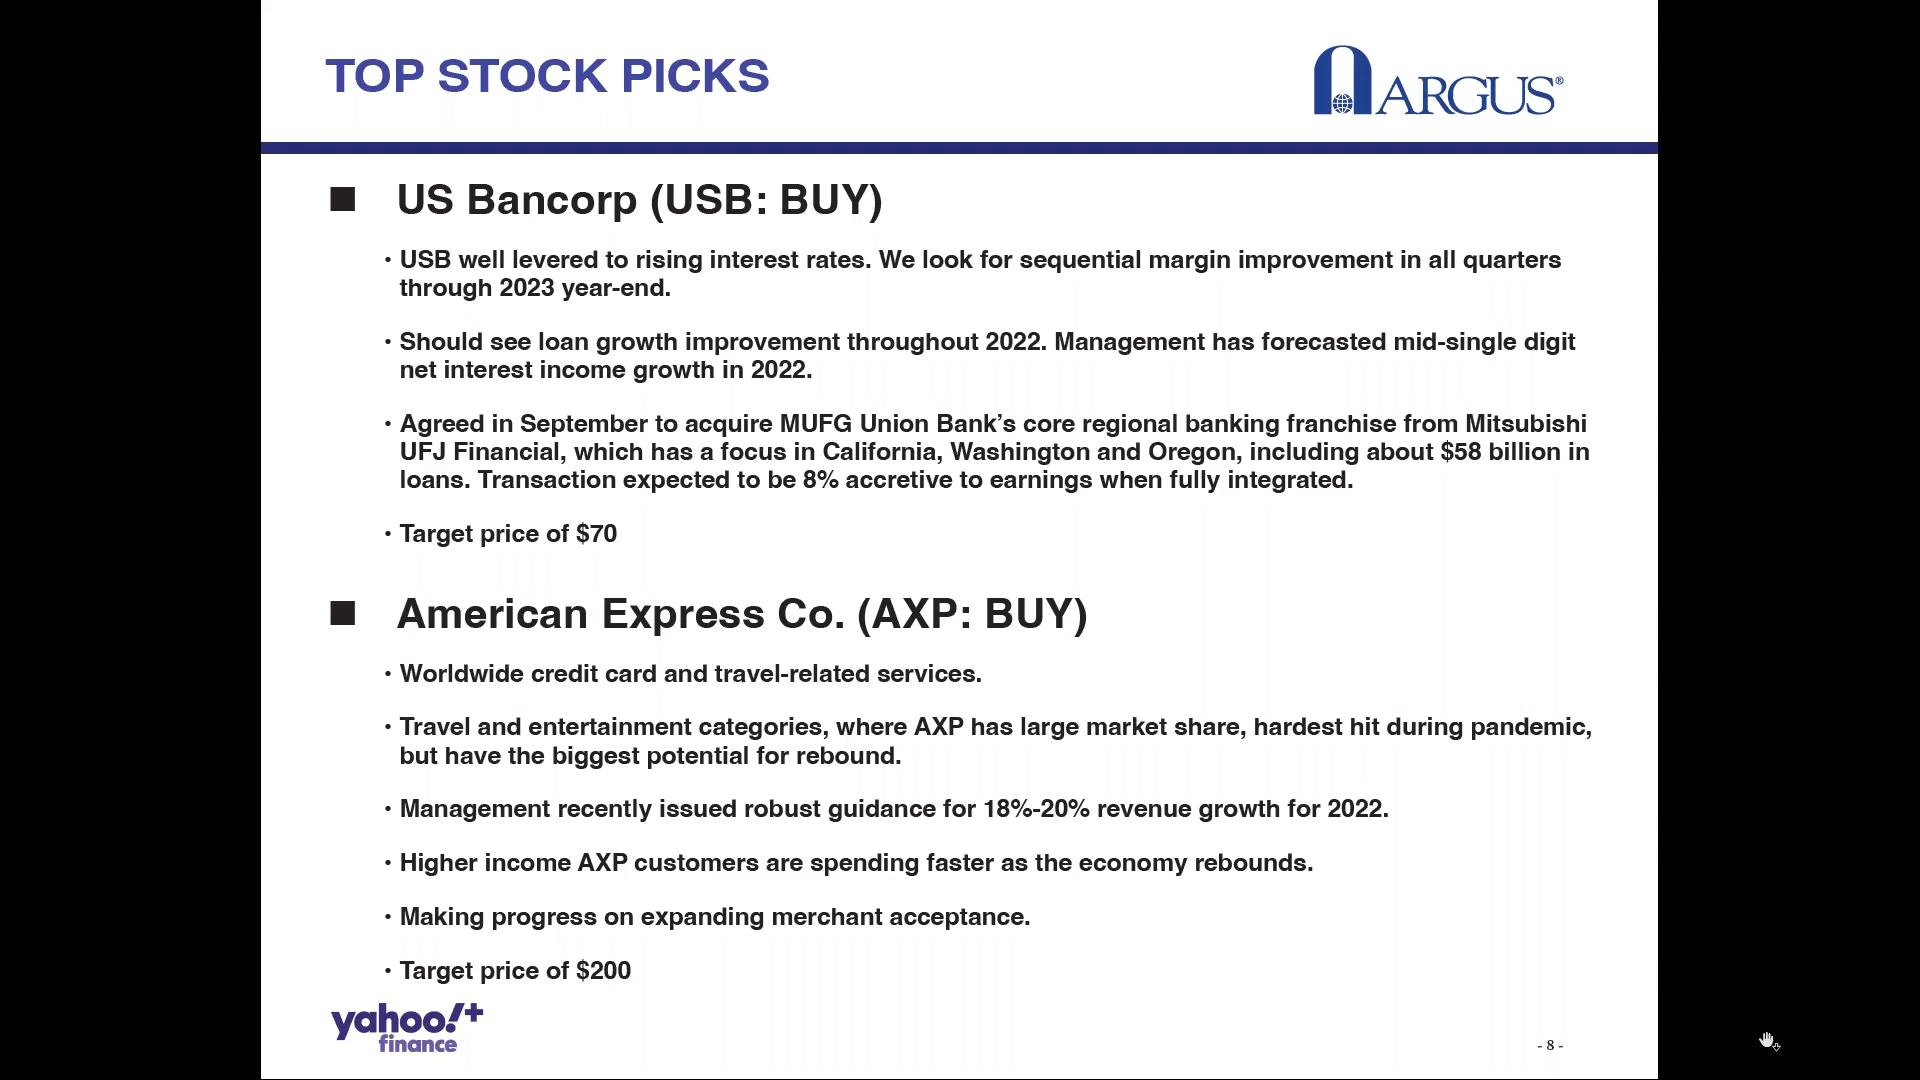 TOP STOCK PICKS
ARGUS®
■ US Bancorp (USB: BUY)
• USB well levered to rising interest rates. We look for sequential margin improvement in all quarters
through 2023 year-end.
• Should see loan growth improvement throughout 2022. Management has forecasted mid-single digit
net interest income growth in 2022.
• Agreed in September to acquire MUFG Union Bank’s core regional banking franchise from Mitsubishi
UFJ Financial, which has a focus in California, Washington and Oregon, including about $58 billion in
loans. Transaction expected to be 8% accretive to earnings when fully integrated.
• Target price of $70
■ American Express Co. (AXP: BUY)
• Worldwide credit card and travel-related services.
• Travel and entertainment categories, where AXP has large market share, hardest hit during pandemic,
but have the biggest potential for rebound.
• Management recently issued robust guidance for 18%-20% revenue growth for 2022.
• Higher income AXP customers are spending faster as the economy rebounds.
• Making progress on expanding merchant acceptance.
• Target price of $200
yahoo!+
finance
- 8 -